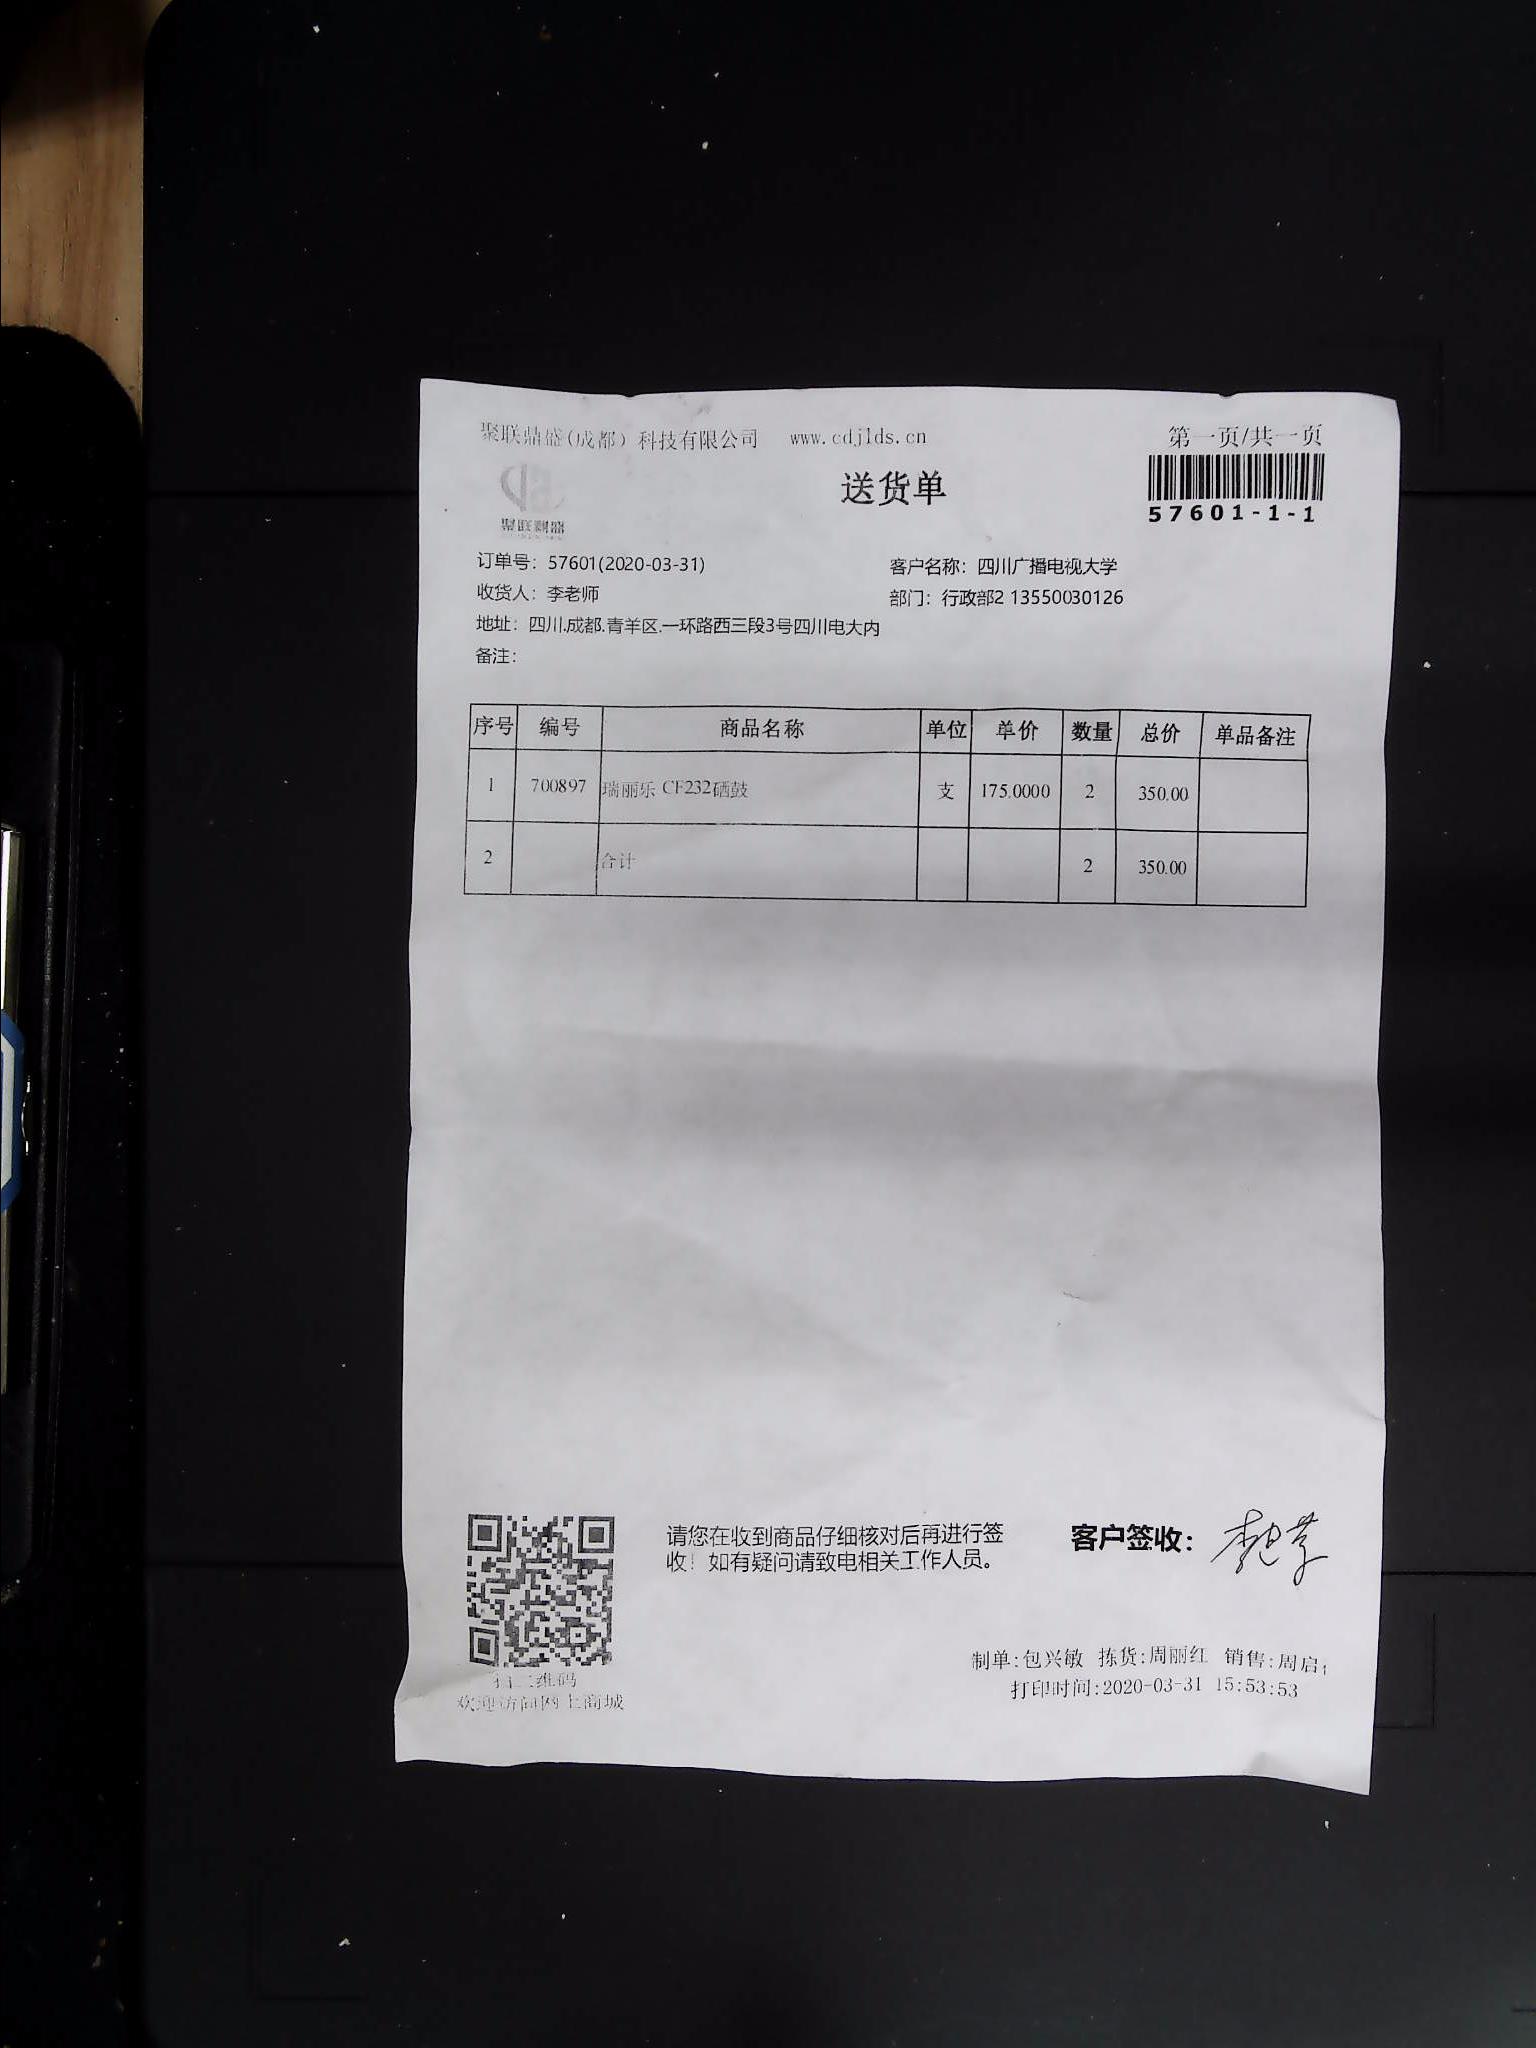 聚联鼎盛(成都)科技有限公司 www.cdjlds.cn
第一页/共一页
送货单
57601-1-1
订单号：57601(2020-03-31)
客户名称：四川广播电视大学
收货人：李老师
部门：行政部2 13550030126
地址：四川.成都.青羊区.一环路西三段3号四川电大内
备注：
序号 编号 商品名称 单位 单价 数量 总价 单品备注
1 700897 瑞丽乐 CF232硒鼓 支 175.0000 2 350.00
2 合计 2 350.00
请您在收到商品仔细核对后再进行签
收！如有疑问请致电相关工作人员。
客户签收：
扫二维码
欢迎访问网上商城
制单:包兴敏 拣货:周丽红 销售:周启
打印时间:2020-03-31 15:53:53